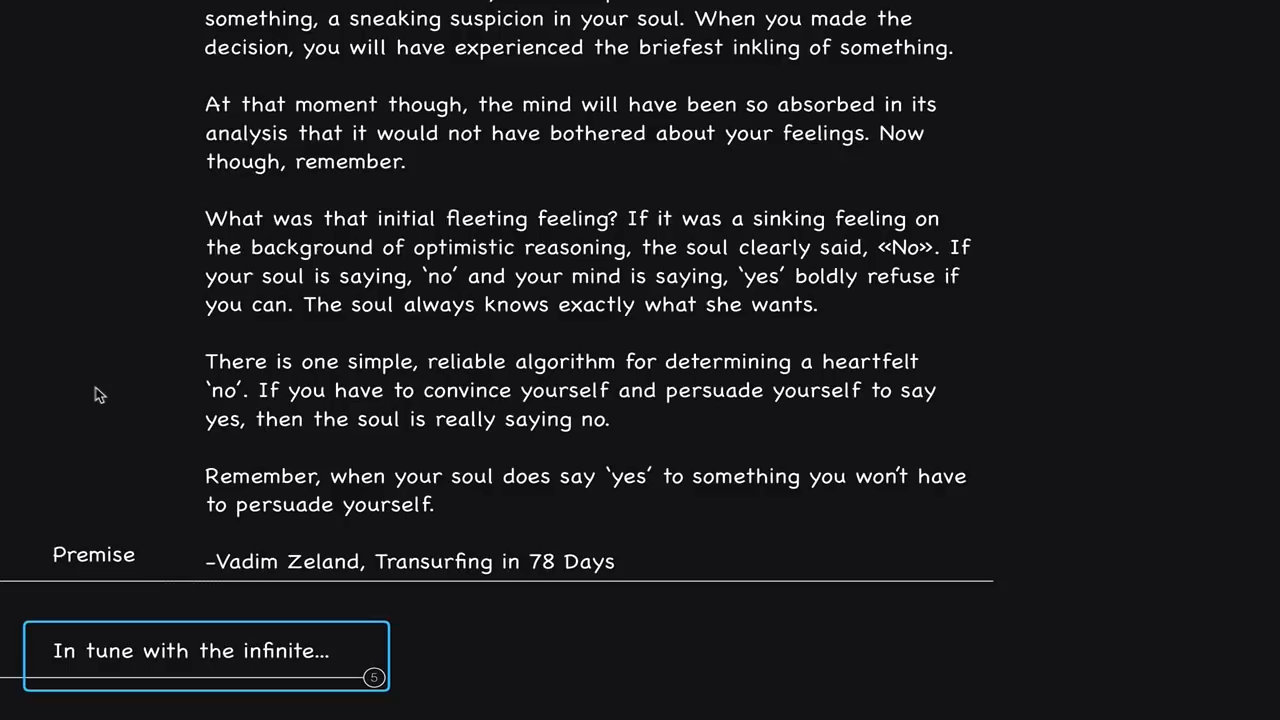 something, a sneaking suspicion in your soul. When you made the
decision, you will have experienced the briefest inkling of something.
At that moment though, the mind will have been so absorbed in its
analysis that it would not have bothered about your feelings. Now
though, remember.
What was that initial fleeting feeling? If it was a sinking feeling on
the background of optimistic reasoning, the soul clearly said, «No». If
your soul is saying, ‘no’ and your mind is saying, ‘yes’ boldly refuse if
you can. The soul always knows exactly what she wants.
There is one simple, reliable algorithm for determining a heartfelt
‘no’. If you have to convince yourself and persuade yourself to say
yes, then the soul is really saying no.
Remember, when your soul does say ‘yes’ to something you won’t have
to persuade yourself.
Premise
–Vadim Zeland, Transurfing in 78 Days
In tune with the infinite...
5